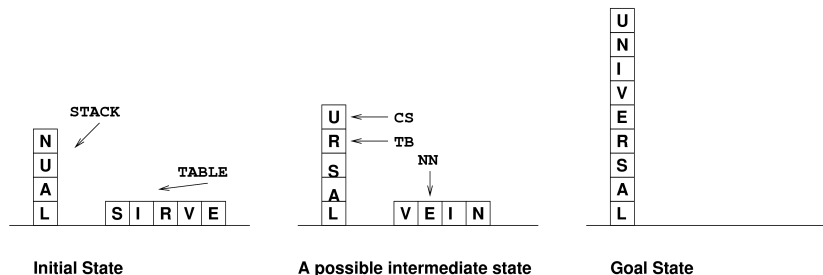 STACK
N
U
A
L
TABLE
S I R V E
Initial State
U
R
S
A
L
CS
TB
NN
V E I N
A possible intermediate state
U
N
I
V
E
R
S
A
L
Goal State